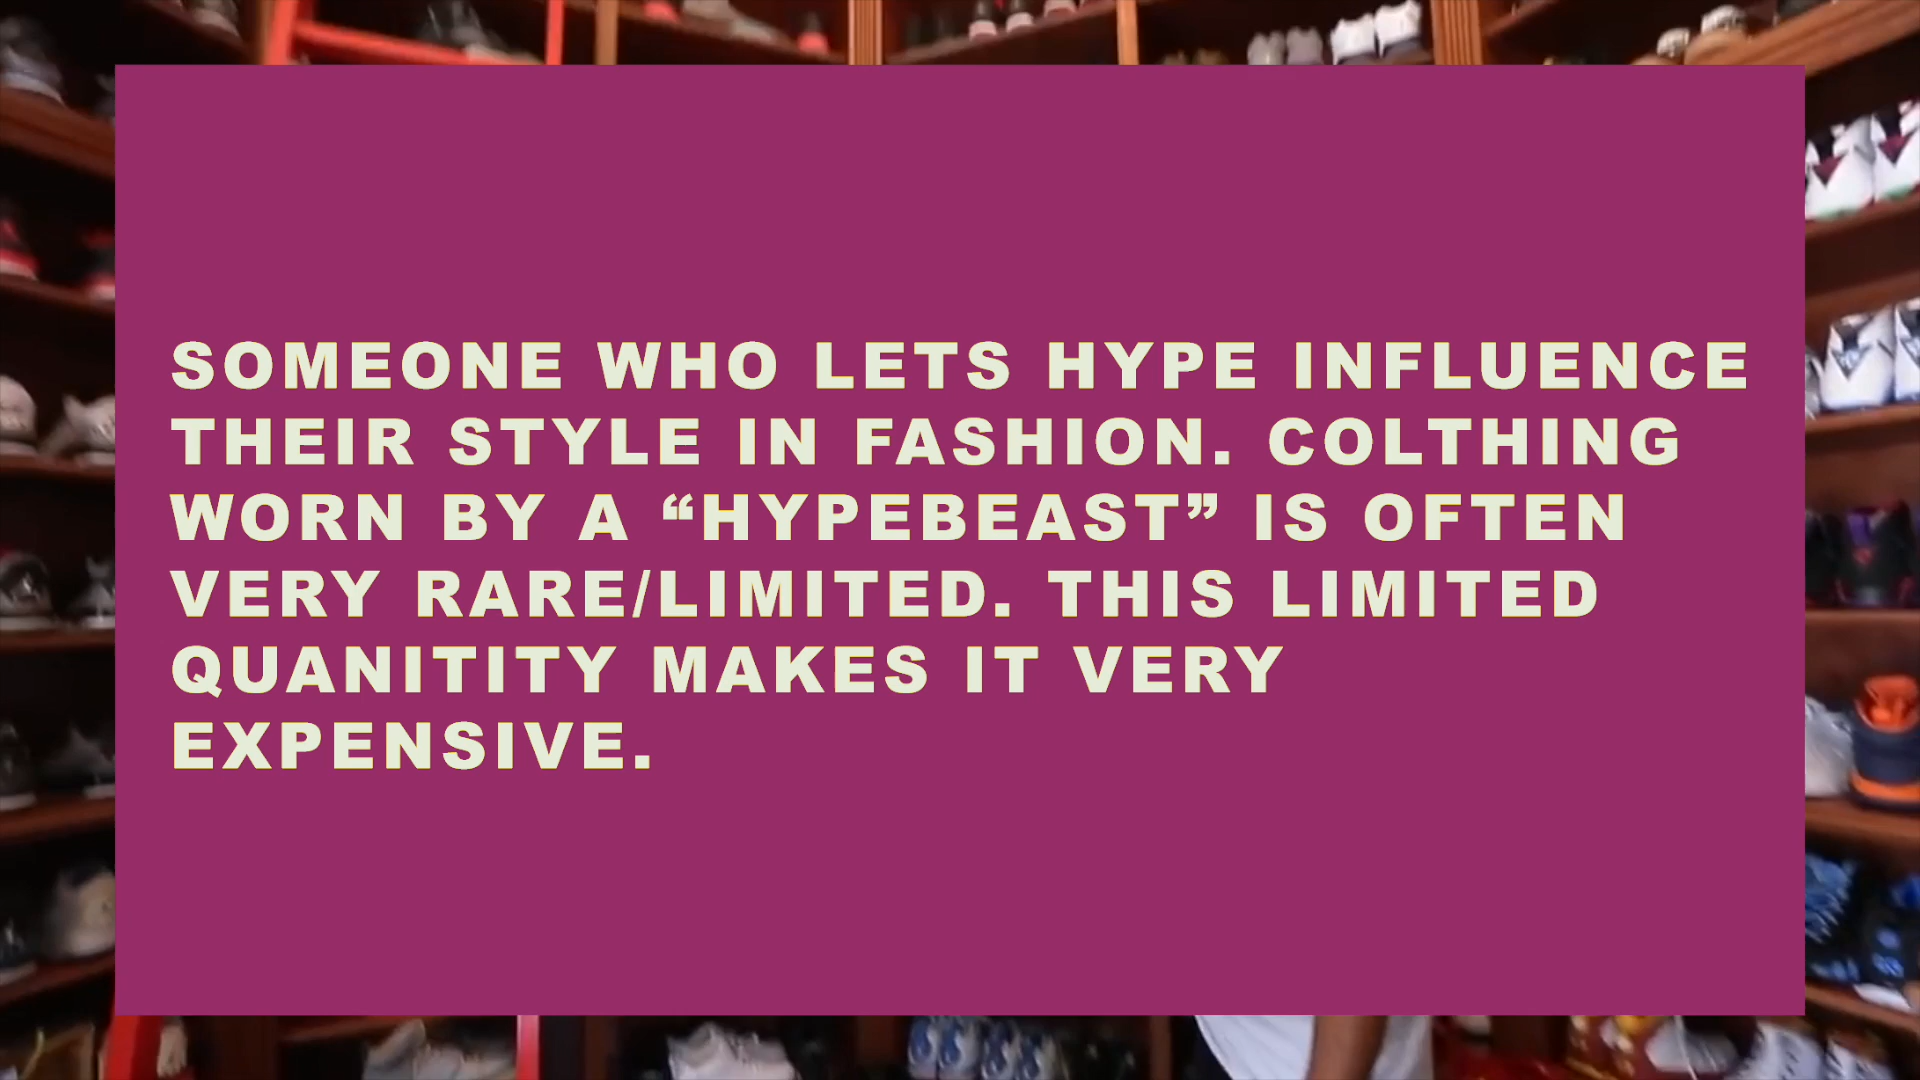 SOMEONE WHO LETS HYPE INFLUENCE
THEIR STYLE IN FASHION. COLTHING
WORN BY A “HYPEBEAST” IS OFTEN
VERY RARE/LIMITED. THIS LIMITED
QUANITITY MAKES IT VERY
EXPENSIVE.